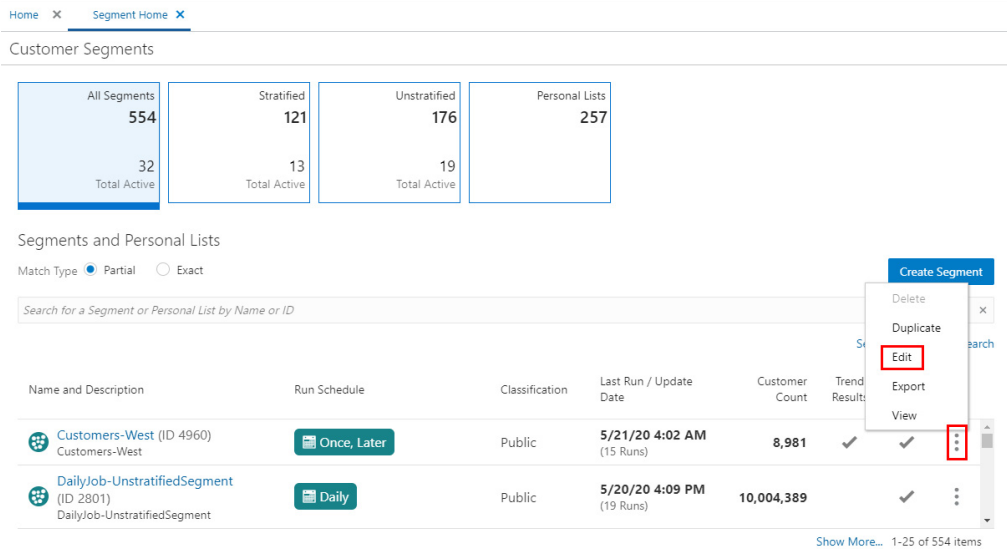 Home X Segment Home X
Customer Segments
All Segments
554
32
Total Active
Stratified
121
13
Total Active
Unstratified
176
19
Total Active
Personal Lists
257
Segments and Personal Lists
Match Type Partial Exact
Create Segment
Search for a Segment or Personal List by Name or ID
Delete
Duplicate
Edit
Export
View
Se
earch
Name and Description
Run Schedule
Classification
Last Run / Update
Date
Customer
Count
Trend
Results
Customers-West (ID 4960)
Customers-West
Once, Later
Public
5/21/20 4:02 AM
(15 Runs)
8,981
DailyJob-UnstratifiedSegment
(ID 2801)
DailyJob-UnstratifiedSegment
Daily
Public
5/20/20 4:09 PM
(19 Runs)
10,004,389
Show More... 1-25 of 554 items